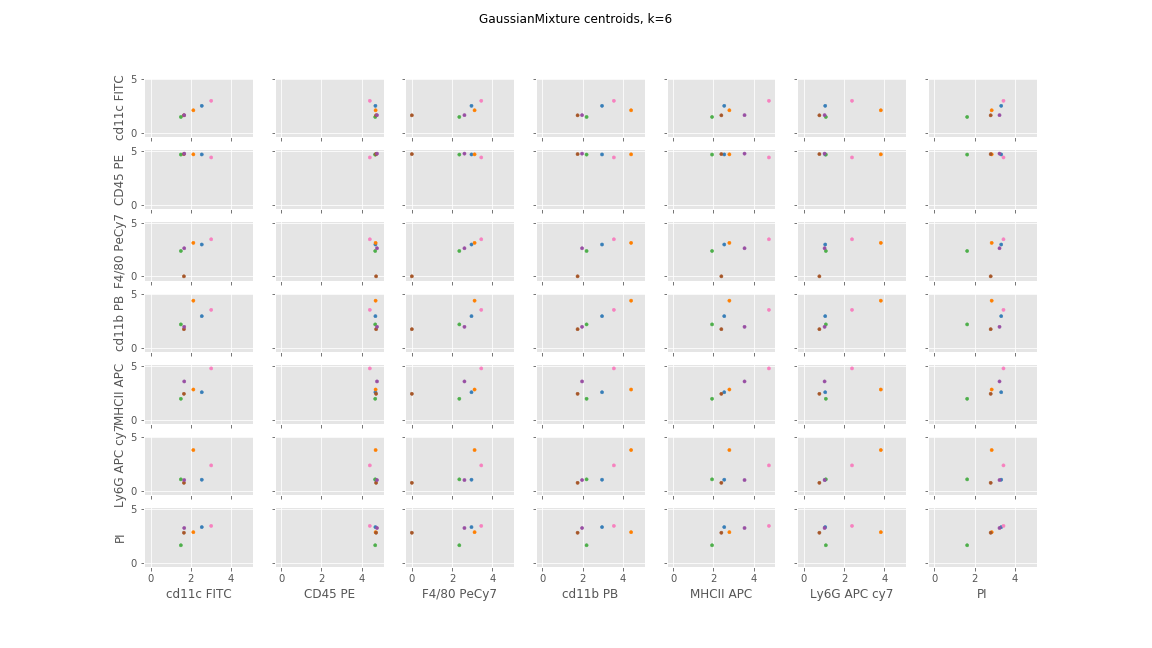 GaussianMixture centroids, k=6
cd11c FITC
5
0
CD45 PE
5
0
F4/80 PeCy7
5
0
cd11b PB
5
0
MHCII APC
5
0
Ly6G APC cy7
5
0
PI
5
0
0 2 4 0 2 4 0 2 4 0 2 4 0 2 4 0 2 4 0 2 4
cd11c FITC CD45 PE F4/80 PeCy7 cd11b PB MHCII APC Ly6G APC cy7 PI